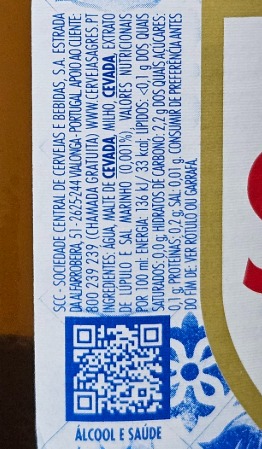 SCC - SOCIEDADE CENTRAL DE CERVEJAS E BEBIDAS, S.A. ESTRADA
DA ALFARROBEIRA, 51 - 2625-244 VIALONGA - PORTUGAL. APOIO AO CLIENTE:
800 239 239 (CHAMADA GRATUITA) WWW.CERVEJASAGRES.PT
INGREDIENTES: ÁGUA, MALTE DE CEVADA, MILHO, CEVADA, EXTRATO
DE LÚPULO E SAL MARINHO (0,001%), VALORES NUTRICIONAIS
POR 100 ml: ENERGIA: 136 kJ / 33 kcal; LÍPIDOS: <0,1 g DOS QUAIS
SATURADOS: 0,0 g; HIDRATOS DE CARBONO: 2,2 g DOS QUAIS AÇÚCARES:
0,1 g; PROTEÍNAS: 0,2 g; SAL: 0,01 g. CONSUMIR DE PREFERÊNCIA ANTES
DO FIM DE: VER RÓTULO OU GARRAFA.
ÁLCOOL E SAÚDE